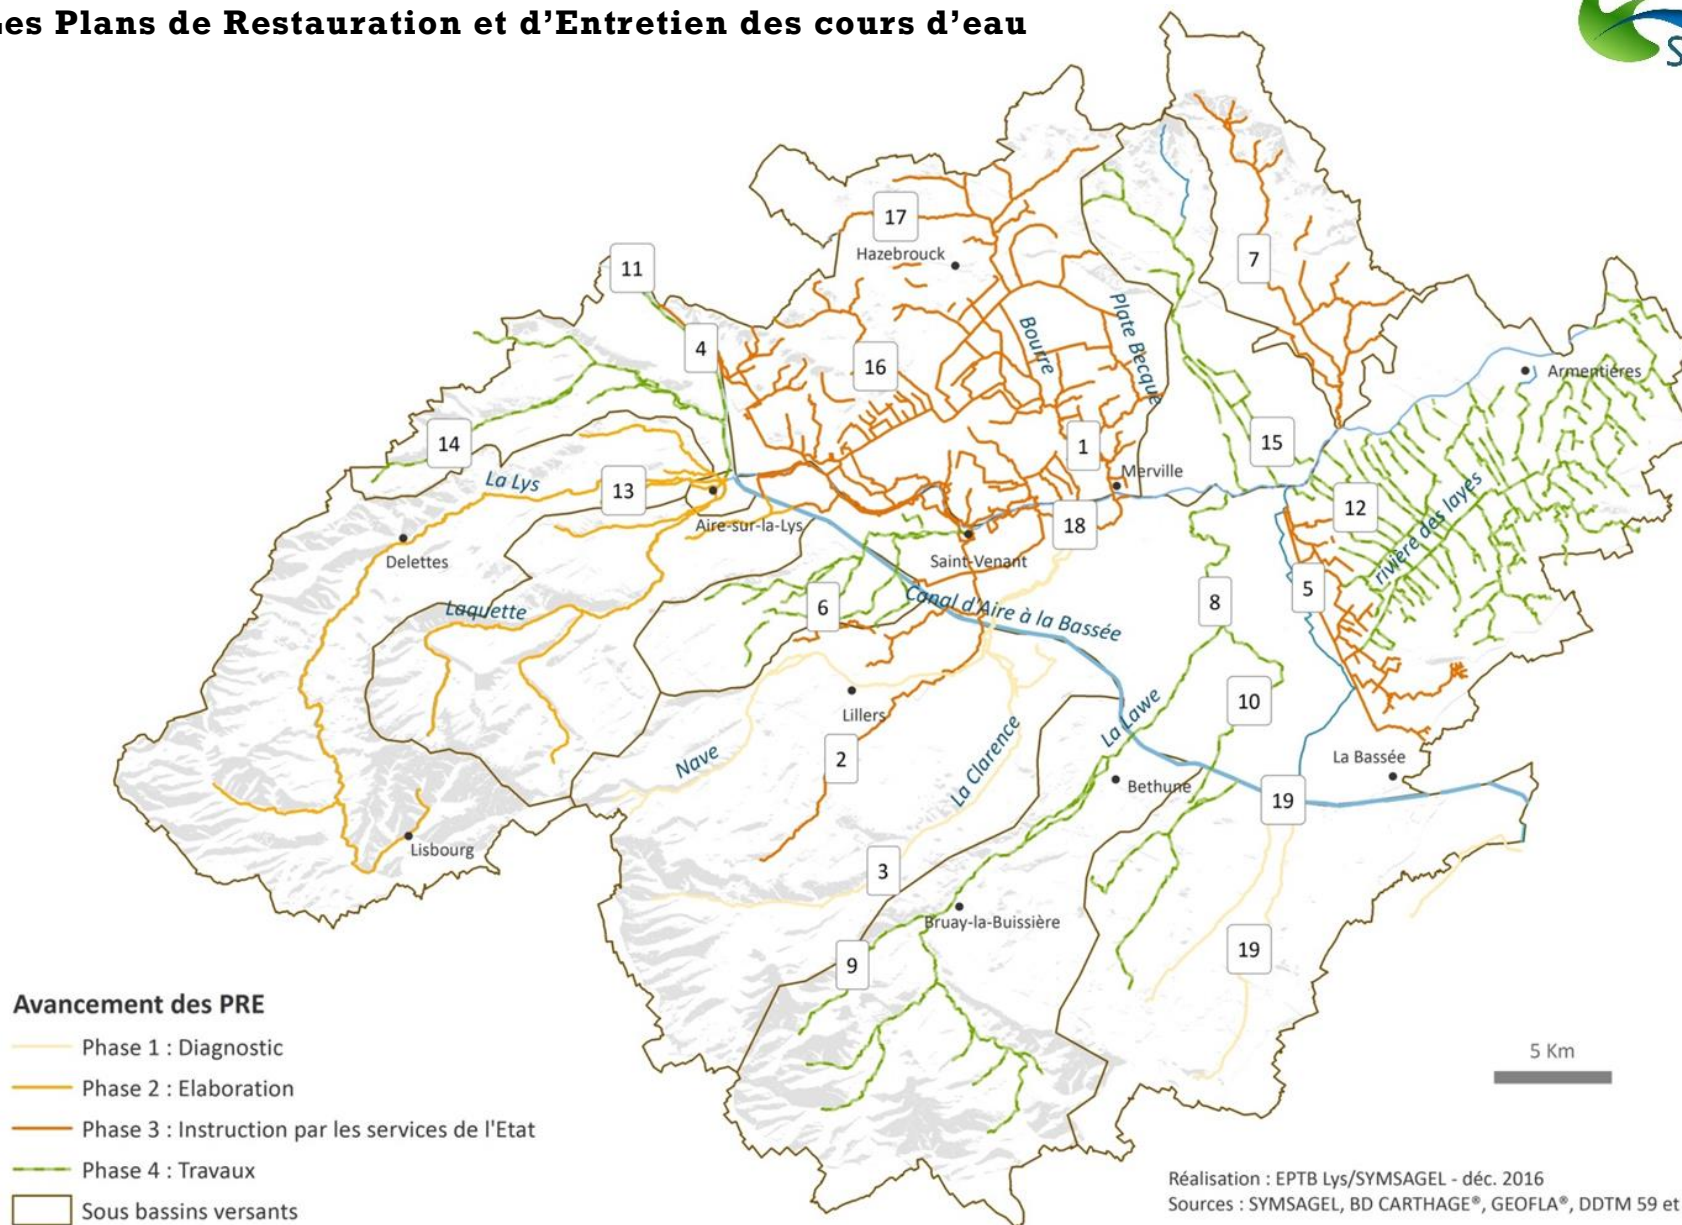 es Plans de Restauration et d'Entretien des cours d'eau
S
17
Hazebrouck
11
7
4
Bourre
Plate Becque
16
Armentières
14
1
15
La Lys
13
Merville
Aire-sur-la-Lys
18
12
rivière des layes
Delettes
Saint-Venant
5
Laquette
6
Canal d'Aire à la Bassée
8
Lillers
10
La Lawe
Nave
2
La Clarence
La Bassée
Bethune
19
Lisbourg
3
Bruay-la-Buissière
9
19
Avancement des PRE
Phase 1 : Diagnostic
Phase 2 : Elaboration
Phase 3 : Instruction par les services de l'Etat
Phase 4 : Travaux
Sous bassins versants
5 Km
Réalisation : EPTB Lys/SYMSAGEL - déc. 2016
Sources : SYMSAGEL, BD CARTHAGE®, GEOFLA®, DDTM 59 et